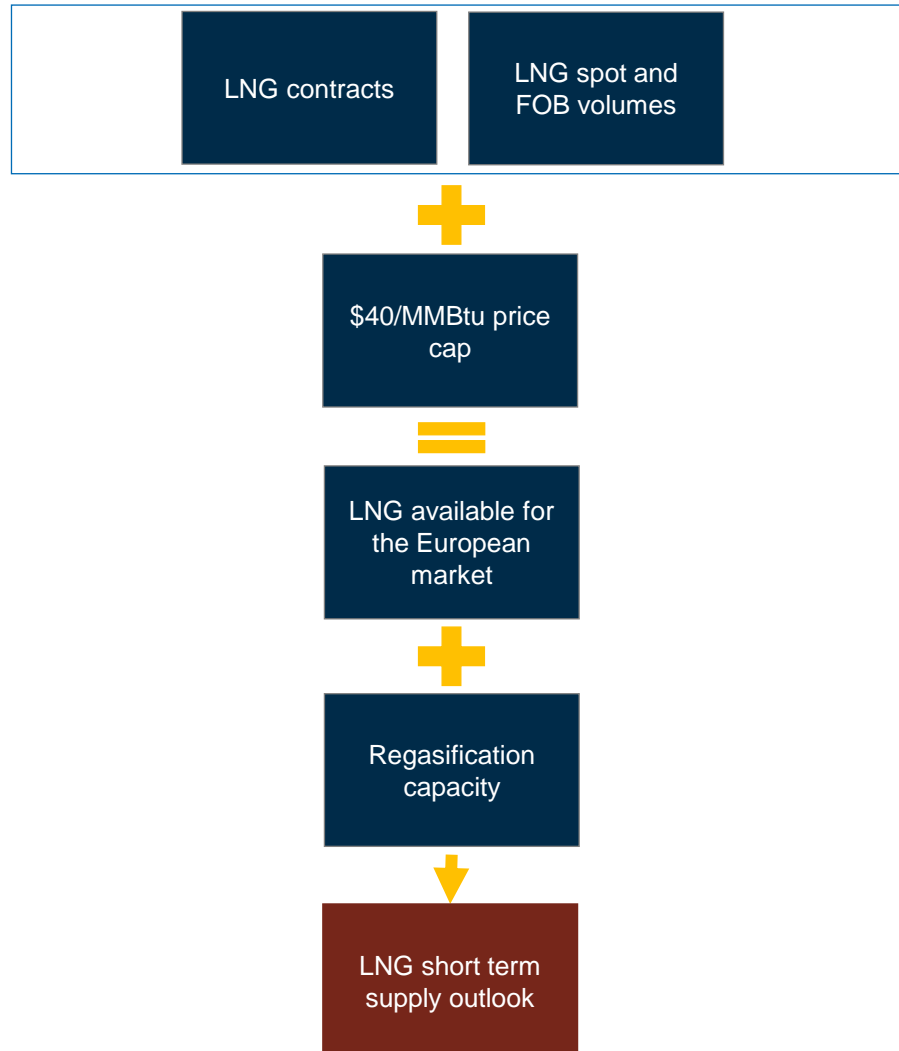 LNG contracts
LNG spot and
FOB volumes
$40/MMBtu price
cap
LNG available for
the European
market
Regasification
capacity
LNG short term
supply outlook